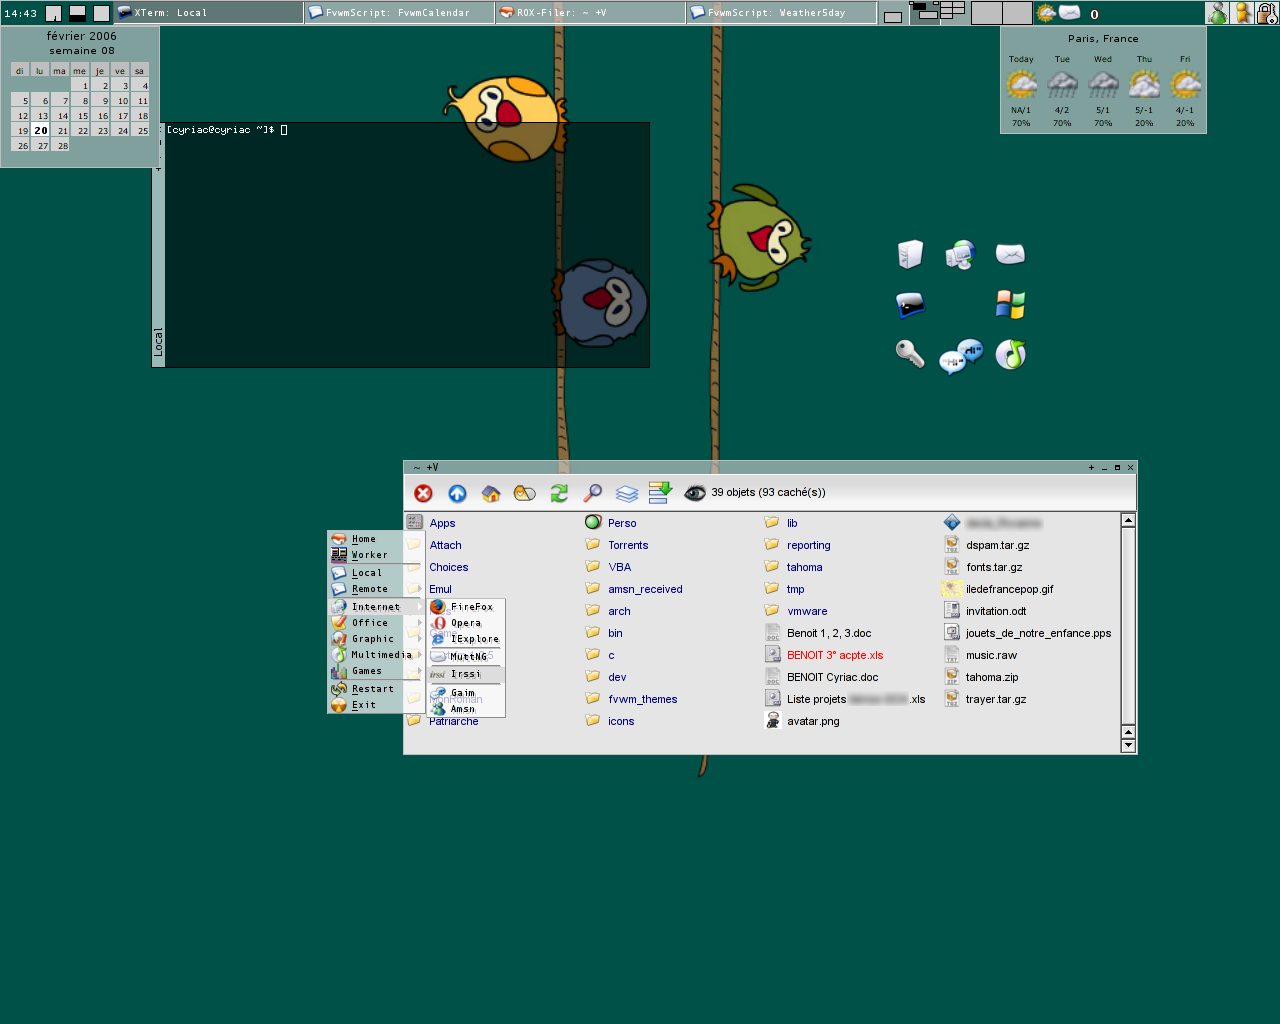 14:43
XTerm: Local
FvwmScript: FvwmCalendar
ROX-Filer: ~ +V
FvwmScript: Weather5day
0
février 2006
semaine 08
di lu ma me je ve sa
1 2 3 4
5 6 7 8 9 10 11
12 13 14 15 16 17 18
19 20 21 22 23 24 25
26 27 28
Paris, France
Today Tue Wed Thu Fri
NA/1 4/2 5/1 5/-1 4/-1
70% 70% 70% 20% 20%
[cyriac@cyriac ~]$
Local
"Hi" "Hi"
~ +V
39 objets (93 caché(s))
Apps
Attach
Choices
Emul
Patriarche
Perso
Torrents
VBA
amsn_received
arch
bin
c
dev
fvwm_themes
icons
lib
reporting
tahoma
tmp
vmware
Benoit 1, 2, 3.doc
BENOIT 3° acpte.xls
BENOIT Cyriac.doc
Liste projets .xls
avatar.png
dspam.tar.gz
fonts.tar.gz
iledefrancepop.gif
invitation.odt
jouets_de_notre_enfance.pps
music.raw
tahoma.zip
trayer.tar.gz
Home
Worker
Local
Remote
Internet
Office
Graphic
Multimedia
Games
Restart
Exit
FireFox
Opera
IExplore
MuttNG
irssi Irssi
Gaim
Amsn